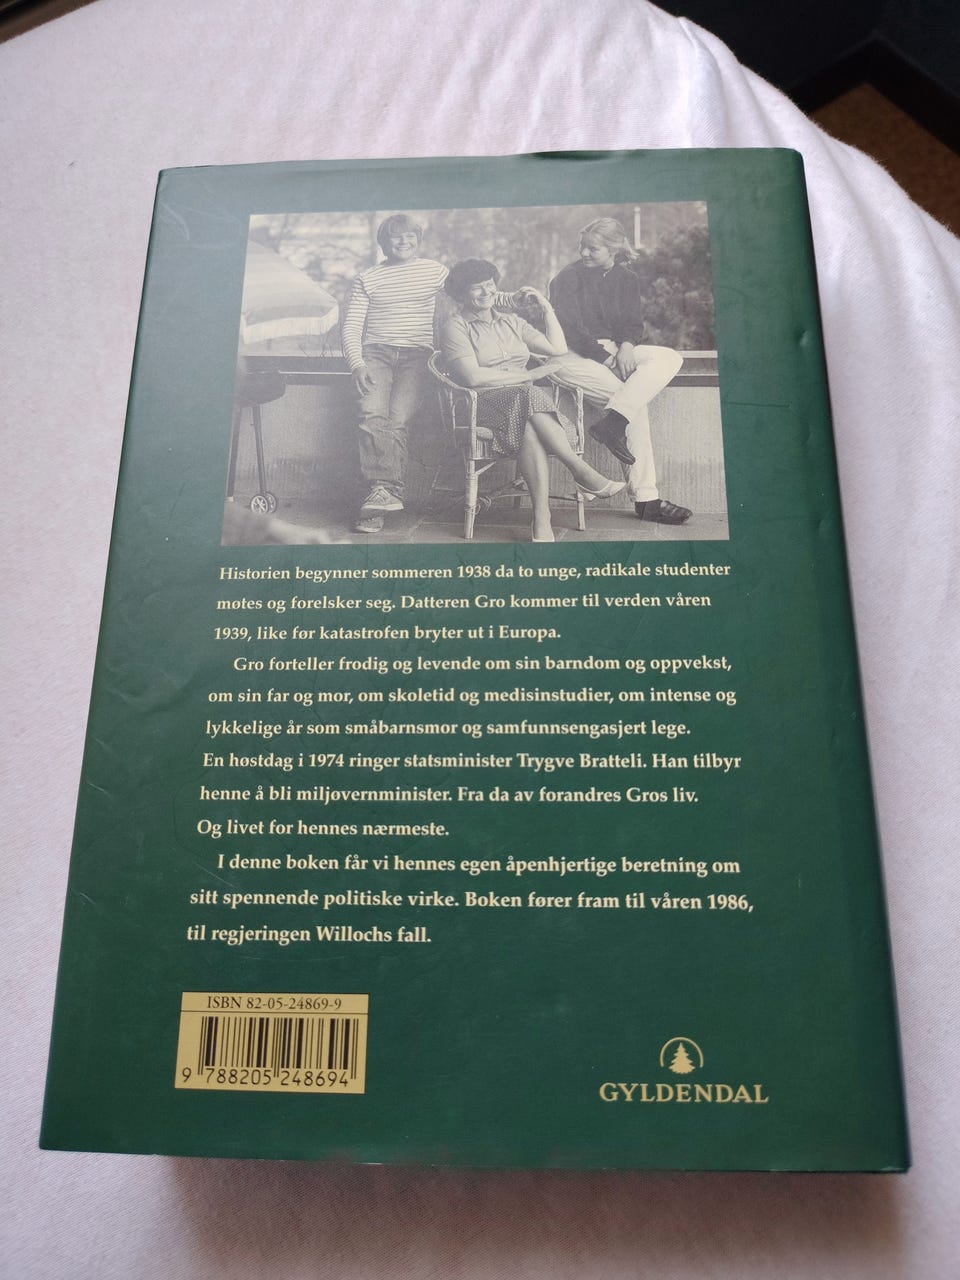 Historien begynner sommeren 1938 da to unge, radikale studenter
møtes og forelsker seg. Datteren Gro kommer til verden våren
1939, like før katastrofen bryter ut i Europa.
Gro forteller frodig og levende om sin barndom og oppvekst,
om sin far og mor, om skoletid og medisinstudier, om intense og
lykkelige år som småbarnsmor og samfunnsengasjert lege.
En høstdag i 1974 ringer statsminister Trygve Bratteli. Han tilbyr
henne å bli miljøvernminister. Fra da av forandres Gros liv.
Og livet for hennes nærmeste.
I denne boken får vi hennes egen åpenhjertige beretning om
sitt spennende politiske virke. Boken fører fram til våren 1986,
til regjeringen Willochs fall.
ISBN 82-05-24869-9
9 788205 248694
GYLDENDAL